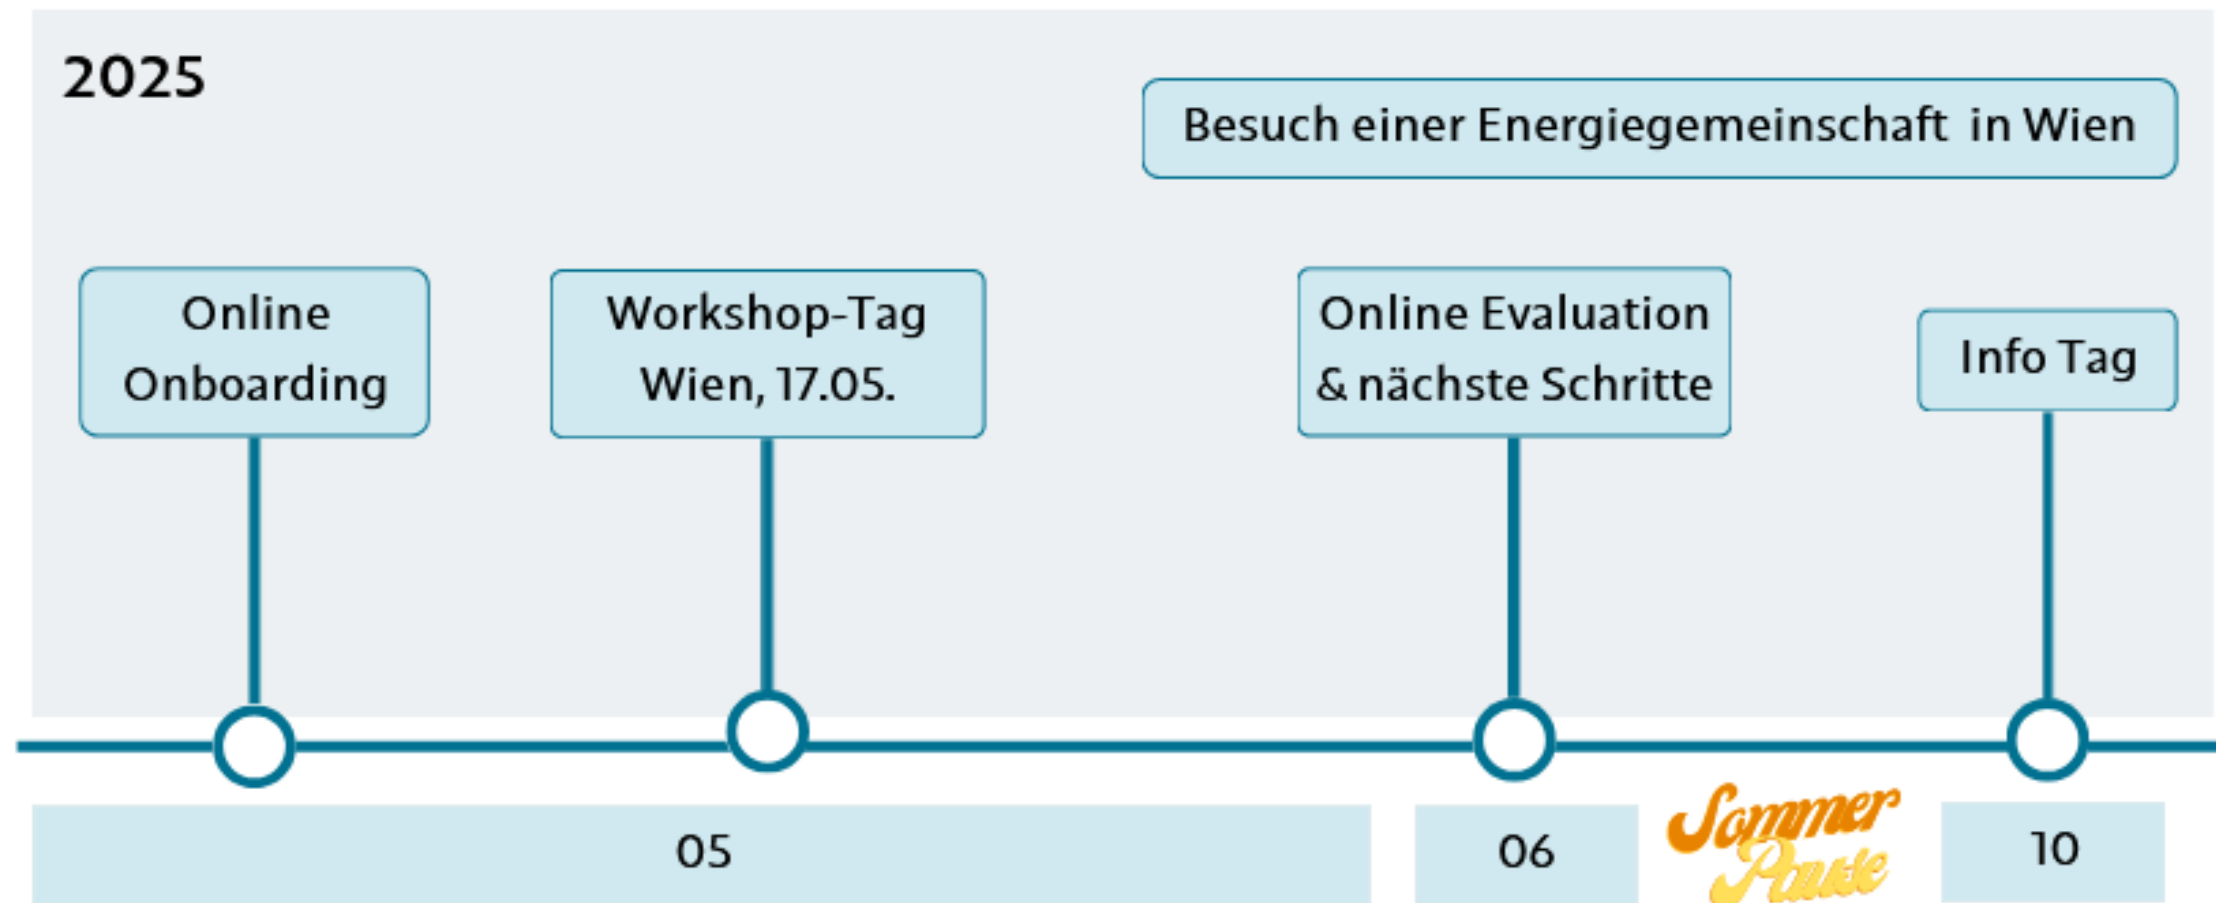 2025
Besuch einer Energiegemeinschaft in Wien
Online
Onboarding
Workshop-Tag
Wien, 17.05.
Online Evaluation
& nächste Schritte
Info Tag
05
06
Sommer
Pause
10